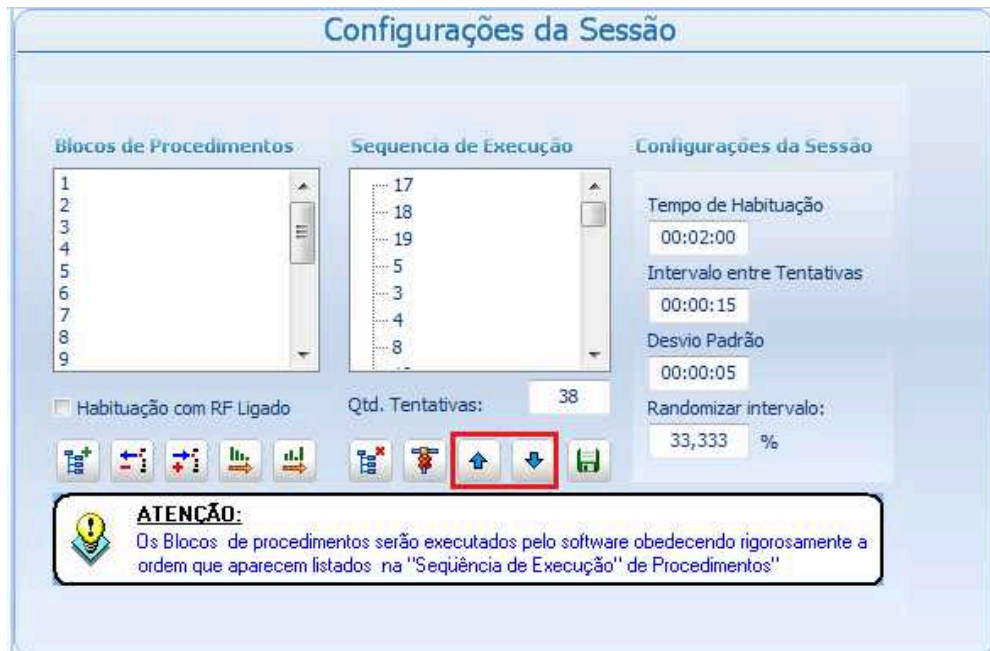 Configurações da Sessão
Blocos de Procedimentos
1
2
3
4
5
6
7
8
9
Habituação com RF Ligado
Sequencia de Execução
17
18
19
5
3
4
8
Qtd. Tentativas:
38
Configurações da Sessão
Tempo de Habituação
00:02:00
Intervalo entre Tentativas
00:00:15
Desvio Padrão
00:00:05
Randomizar intervalo:
33,333 %
ATENÇÃO:
Os Blocos de procedimentos serão executados pelo software obedecendo rigorosamente a
ordem que aparecem listados na "Seqüência de Execução" de Procedimentos"